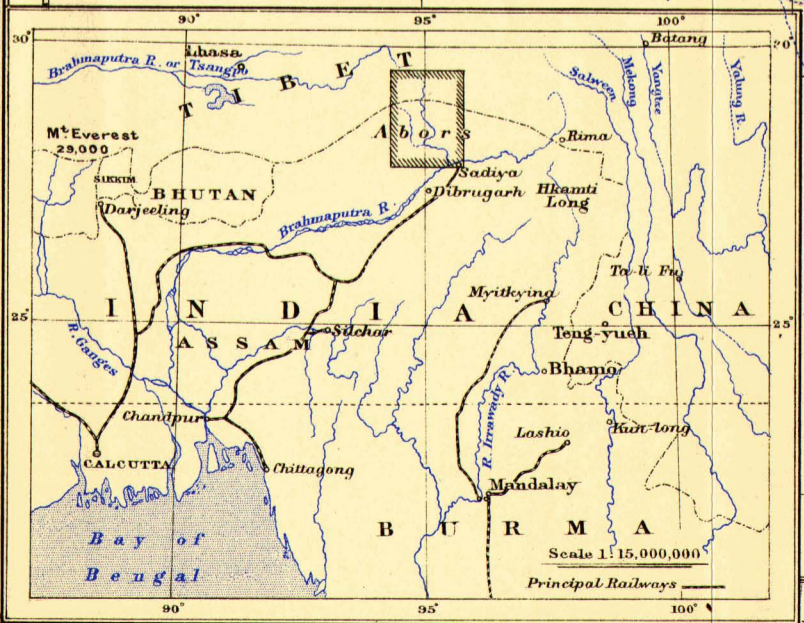 90° 95° 100°
30° 30°
Lhasa
Batang
Brahmaputra R. or Tsangpo
TIBET
Salween
Mekong
Yangtze
Yalung R.
Mt Everest
29,000
Abors
Rima
SIKKIM
BHUTAN
Sadiya
Dibrugarh
Hkamti
Long
Darjeeling
Brahmaputra R.
Ta-li Fu
Myitkyina
INDIA
CHINA
25° 25°
R. Ganges
ASSAM
Silchar
Teng-yueh
Bhamo
R. Irrawady R.
Chandpur
Lashio
Kun-long
CALCUTTA
Chittagong
Mandalay
Bay of
Bengal
BURMA
Scale 1:15,000,000
Principal Railways
90° 95° 100°